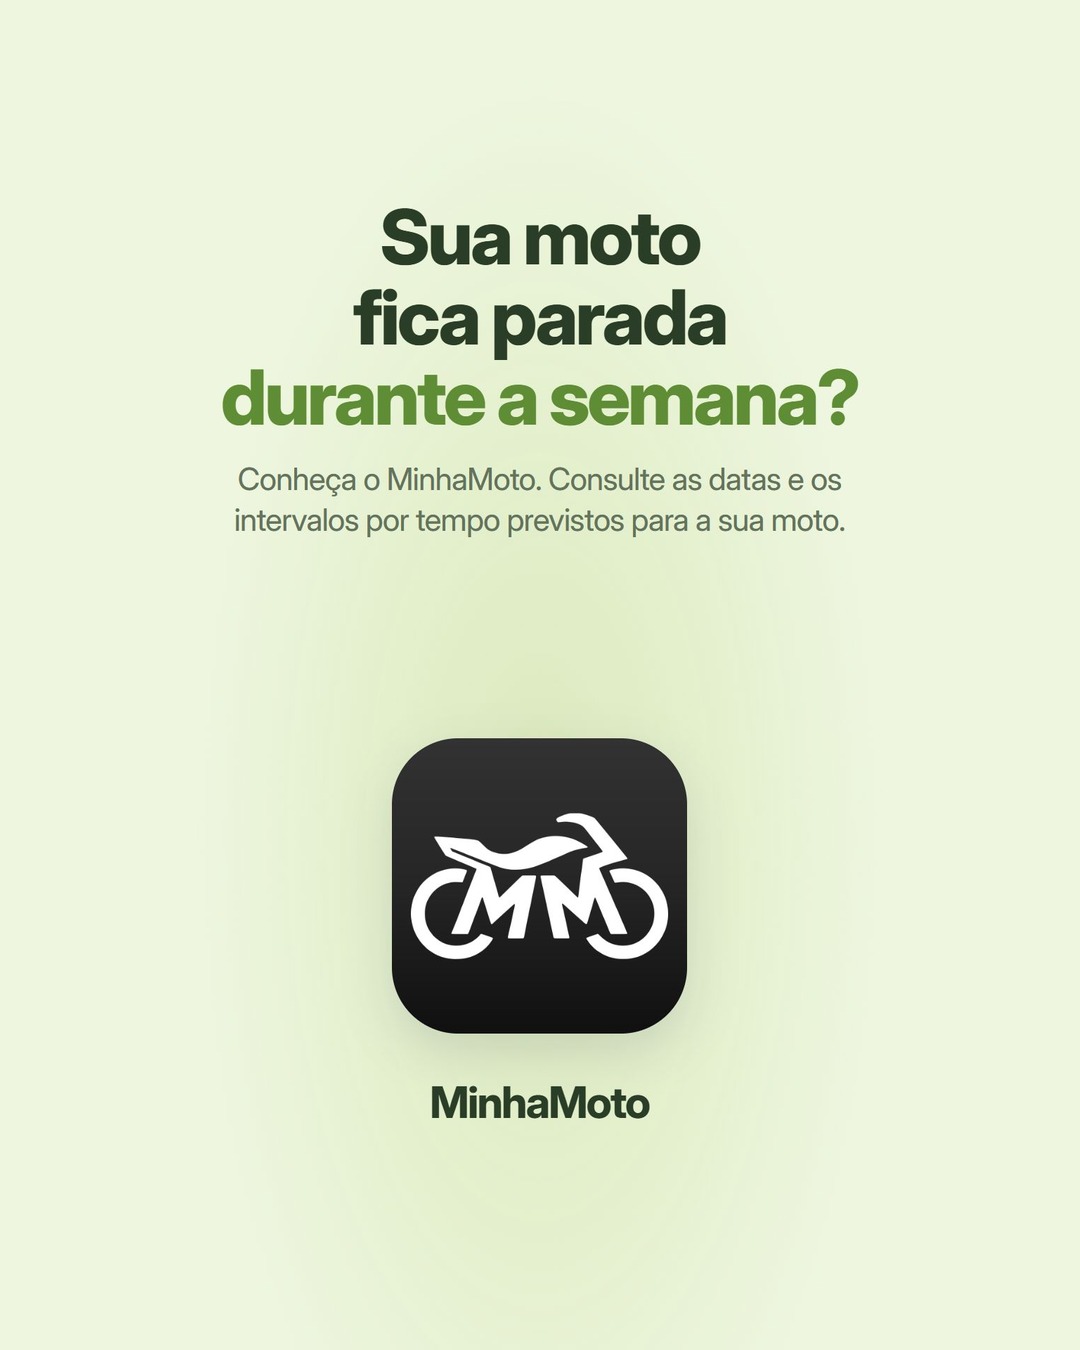 Sua moto
fica parada
durante a semana?
Conheça o MinhaMoto. Consulte as datas e os
intervalos por tempo previstos para a sua moto.
MM
MinhaMoto